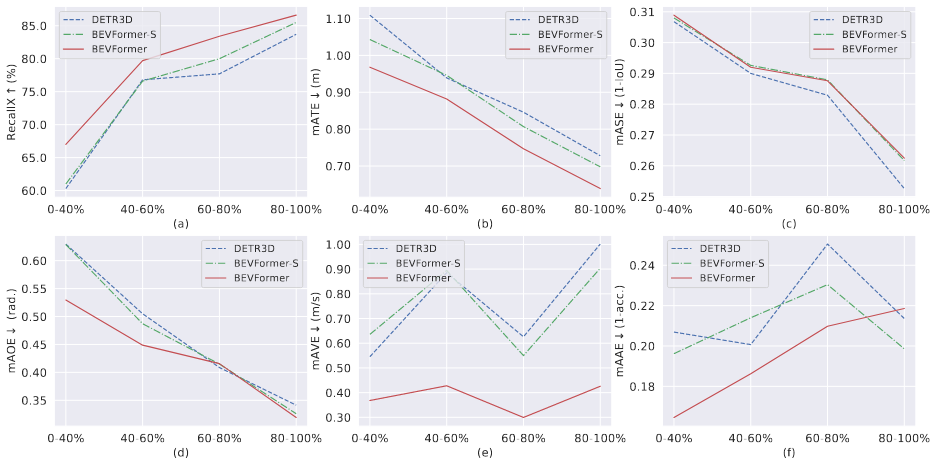 85.0
80.0
75.0
70.0
65.0
60.0
RecallX ↑ (%)
DETR3D
BEVFormer-S
BEVFormer
0-40% 40-60% 60-80% 80-100%
(a)
1.10
1.00
0.90
0.80
0.70
mATE ↓ (m)
DETR3D
BEVFormer-S
BEVFormer
0-40% 40-60% 60-80% 80-100%
(b)
0.31
0.30
0.29
0.28
0.27
0.26
0.25
mASE ↓ (1-IoU)
DETR3D
BEVFormer-S
BEVFormer
0-40% 40-60% 60-80% 80-100%
(c)
0.60
0.55
0.50
0.45
0.40
0.35
mAOE ↓ (rad.)
DETR3D
BEVFormer-S
BEVFormer
0-40% 40-60% 60-80% 80-100%
(d)
1.00
0.90
0.80
0.70
0.60
0.50
0.40
0.30
mAVE ↓ (m/s)
DETR3D
BEVFormer-S
BEVFormer
0-40% 40-60% 60-80% 80-100%
(e)
0.24
0.22
0.20
0.18
mAAE ↓ (1-acc.)
DETR3D
BEVFormer-S
BEVFormer
0-40% 40-60% 60-80% 80-100%
(f)